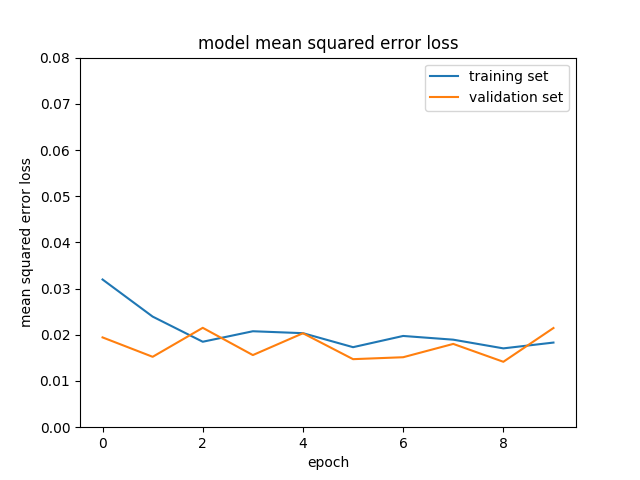 model mean squared error loss
training set
validation set
mean squared error loss
0.08
0.07
0.06
0.05
0.04
0.03
0.02
0.01
0.00
0 2 4 6 8
epoch